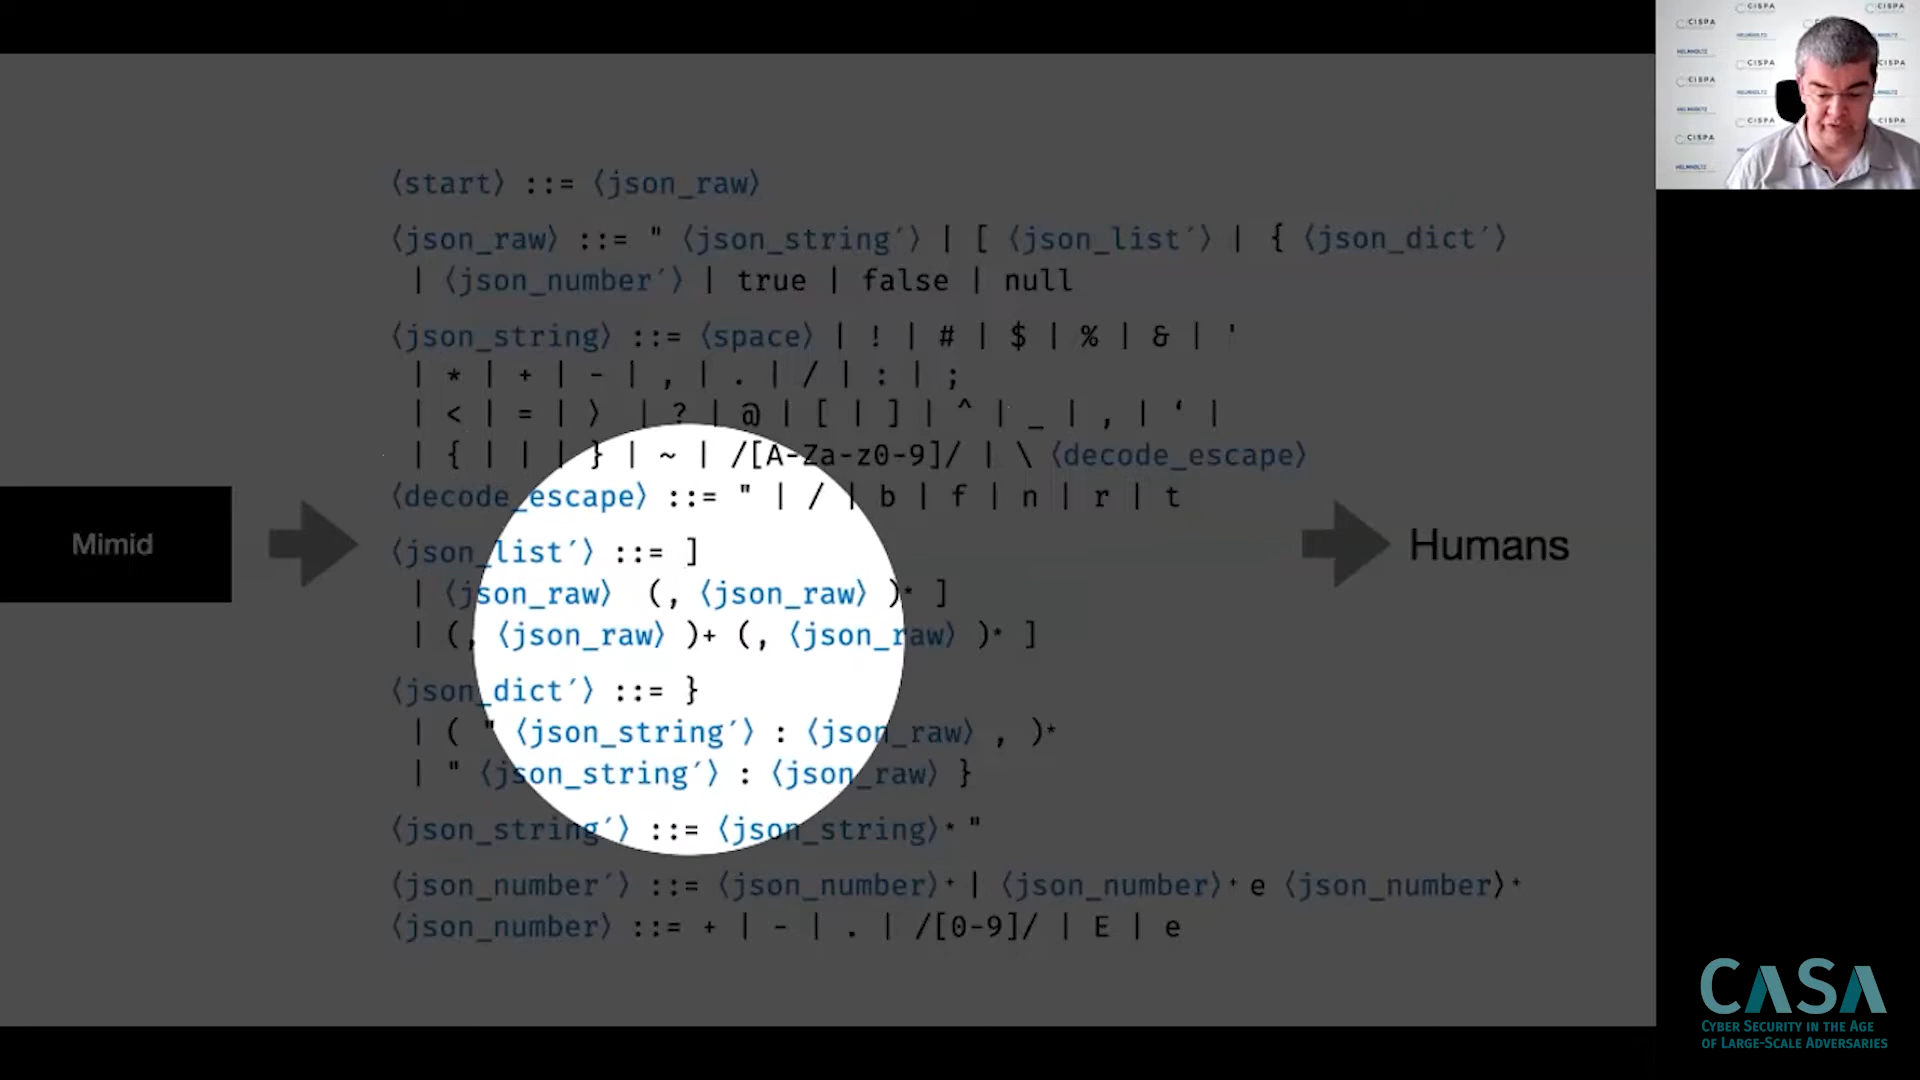 ⟨start⟩ ::= ⟨json_raw⟩
⟨json_raw⟩ ::= " ⟨json_string′⟩ | [ ⟨json_list′⟩ | { ⟨json_dict′⟩
| ⟨json_number′⟩ | true | false | null
⟨json_string⟩ ::= ⟨space⟩ | ! | # | $ | % | & | '
| * | + | - | , | . | / | : | ;
| < | = | ⟩ | ? | @ | [ | ] | ^ | _ | , | ‘ |
| { | | | } | ~ | /[A-Za-z0-9]/ | \ ⟨decode_escape⟩
⟨decode_escape⟩ ::= " | / | b | f | n | r | t
⟨json_list′⟩ ::= ]
| ⟨json_raw⟩ (, ⟨json_raw⟩ )* ]
| (, ⟨json_raw⟩ )+ (, ⟨json_raw⟩ )* ]
⟨json_dict′⟩ ::= }
| ( " ⟨json_string′⟩ : ⟨json_raw⟩ , )*
| " ⟨json_string′⟩ : ⟨json_raw⟩ }
⟨json_string′⟩ ::= ⟨json_string⟩* "
⟨json_number′⟩ ::= ⟨json_number⟩+ | ⟨json_number⟩+ e ⟨json_number⟩+
⟨json_number⟩ ::= + | - | . | /[0-9]/ | E | e
Mimid
Humans
CISPA
HELMHOLTZ
CASA
CYBER SECURITY IN THE AGE
OF LARGE-SCALE ADVERSARIES